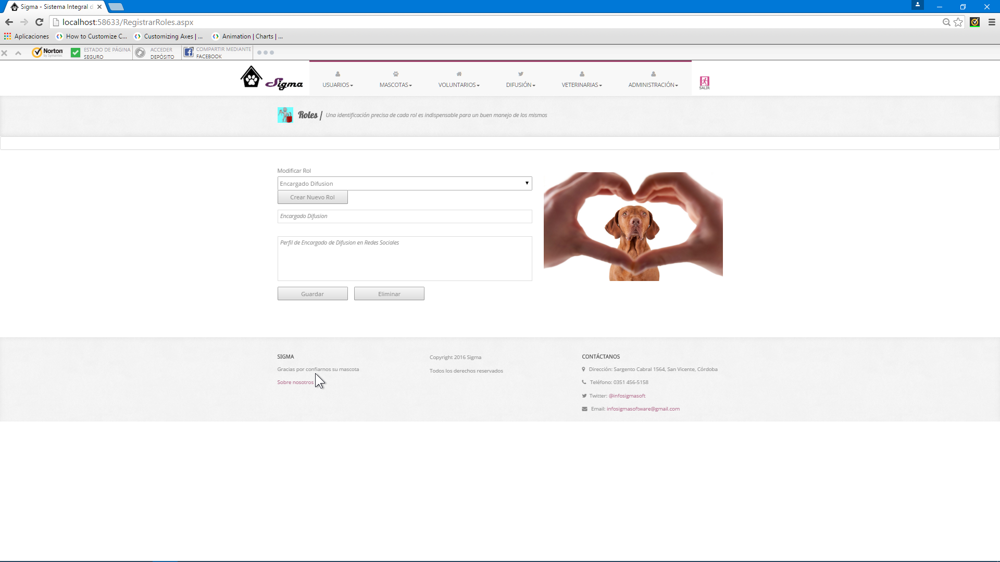 Sigma - Sistema Integral d
localhost:58633/RegistrarRoles.aspx
Aplicaciones How to Customize C... Customizing Axes | ... Animation | Charts | ...
Norton by Symantec
ESTADO DE PÁGINA
SEGURO
ACCEDER
DEPÓSITO
COMPARTIR MEDIANTE
FACEBOOK
Sigma
USUARIOS MASCOTAS VOLUNTARIOS DIFUSIÓN VETERINARIAS ADMINISTRACIÓN
SALIR
Roles / Una identificación precisa de cada rol es indispensable para un buen manejo de los mismos
Modificar Rol
Encargado Difusion
Crear Nuevo Rol
Encargado Difusion
Perfil de Encargado de Difusion en Redes Sociales
Guardar Eliminar
SIGMA
Gracias por confiarnos su mascota
Sobre nosotros
Copyright 2016 Sigma
Todos los derechos reservados
CONTÁCTANOS
Dirección: Sargento Cabral 1564, San Vicente, Córdoba
Teléfono: 0351 456-5158
Twitter: @infosigmasoft
Email: infosigmasoftware@gmail.com